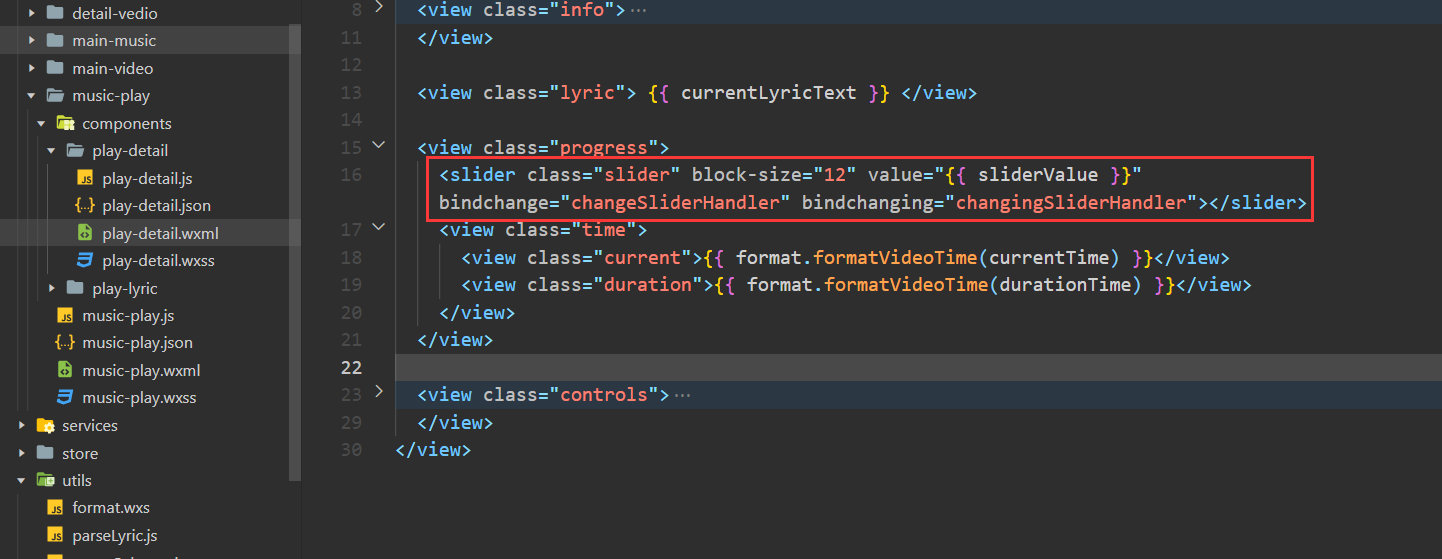 detail-vedio
main-music
main-video
music-play
components
play-detail
play-detail.js
play-detail.json
play-detail.wxml
play-detail.wxss
play-lyric
music-play.js
music-play.json
music-play.wxml
music-play.wxss
services
store
utils
format.wxs
parseLyric.js
8 <view class="info">···
11 </view>
12
13 <view class="lyric"> {{ currentLyricText }} </view>
14
15 <view class="progress">
16 <slider class="slider" block-size="12" value="{{ sliderValue }}"
bindchange="changeSliderHandler" bindchanging="changingSliderHandler"></slider>
17 <view class="time">
18 <view class="current">{{ format.formatVideoTime(currentTime) }}</view>
19 <view class="duration">{{ format.formatVideoTime(durationTime) }}</view>
20 </view>
21 </view>
22
23 <view class="controls">···
29 </view>
30 </view>